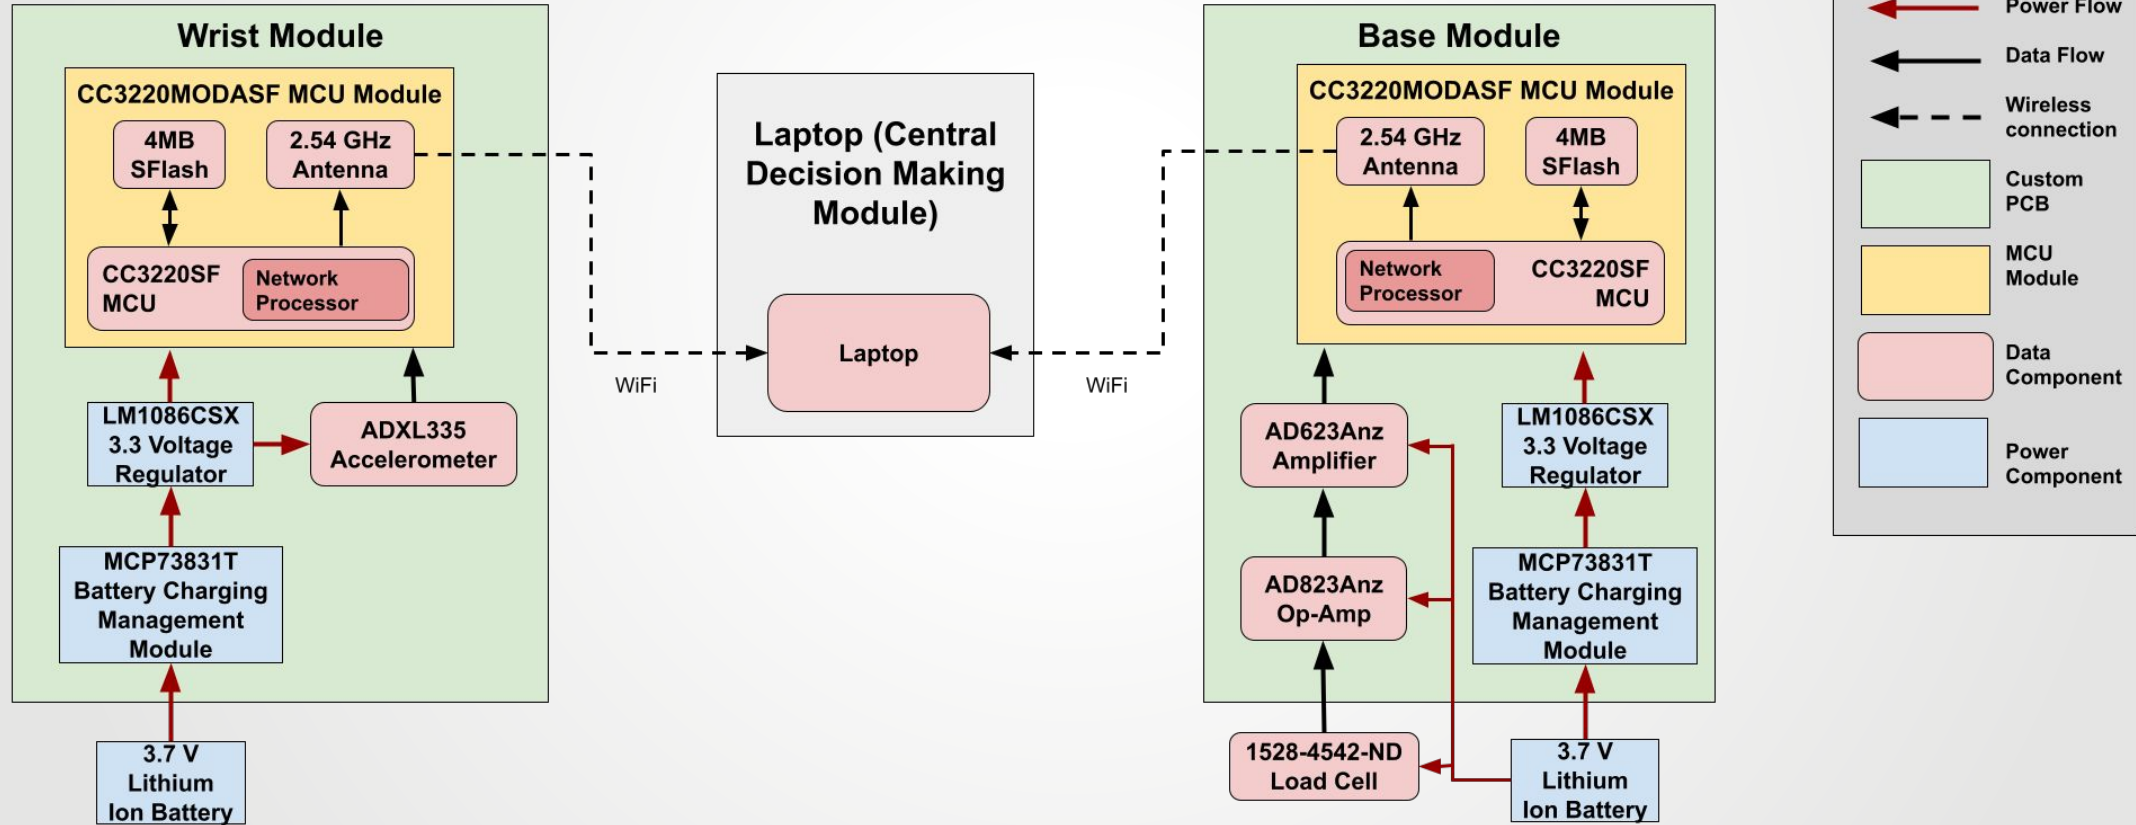 Wrist Module
CC3220MODASF MCU Module
4MB
SFlash
2.54 GHz
Antenna
CC3220SF
MCU
Network
Processor
LM1086CSX
3.3 Voltage
Regulator
ADXL335
Accelerometer
MCP73831T
Battery Charging
Management
Module
3.7 V
Lithium
Ion Battery
WiFi
Laptop (Central
Decision Making
Module)
Laptop
WiFi
Base Module
CC3220MODASF MCU Module
2.54 GHz
Antenna
4MB
SFlash
Network
Processor
CC3220SF
MCU
AD623Anz
Amplifier
LM1086CSX
3.3 Voltage
Regulator
AD823Anz
Op-Amp
MCP73831T
Battery Charging
Management
Module
1528-4542-ND
Load Cell
3.7 V
Lithium
Ion Battery
Power Flow
Data Flow
Wireless
connection
Custom
PCB
MCU
Module
Data
Component
Power
Component